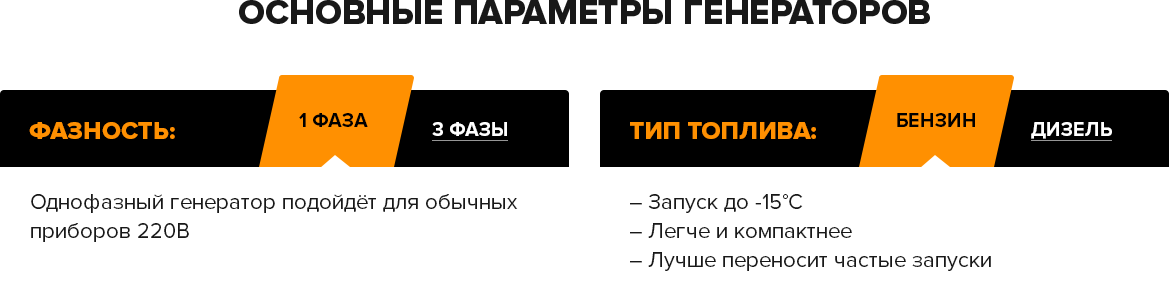 ОСНОВНЫЕ ПАРАМЕТРЫ ГЕНЕРАТОРОВ
ФАЗНОСТЬ: 1 ФАЗА 3 ФАЗЫ
Однофазный генератор подойдёт для обычных
приборов 220В
ТИП ТОПЛИВА: БЕНЗИН ДИЗЕЛЬ
– Запуск до -15°С
– Легче и компактнее
– Лучше переносит частые запуски